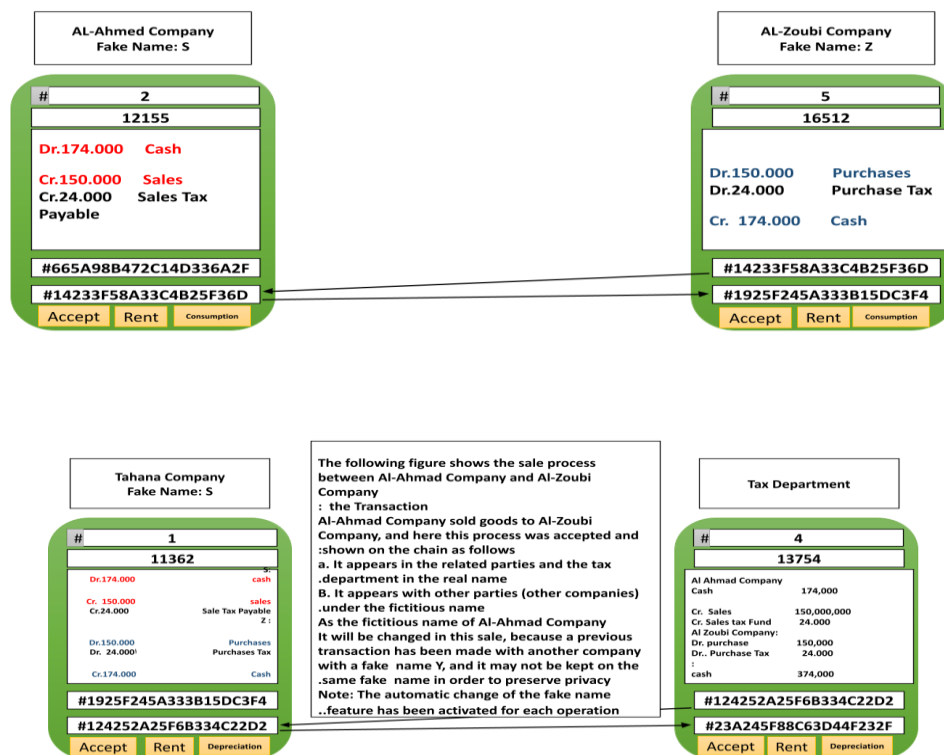 AL-Ahmed Company
Fake Name: S
#
2
12155
Dr.174.000 Cash
Cr.150.000 Sales
Cr.24.000 Sales Tax
Payable
#665A98B472C14D336A2F
#14233F58A33C4B25F36D
Accept Rent Consumption
AL-Zoubi Company
Fake Name: Z
#
5
16512
Dr.150.000 Purchases
Dr.24.000 Purchase Tax
Cr. 174.000 Cash
#14233F58A33C4B25F36D
#1925F245A333B15DC3F4
Accept Rent Consumption
Tahana Company
Fake Name: S
#
1
11362
S:
Dr.174.000 cash
Cr. 150.000 sales
Cr.24.000 Sale Tax Payable
Z :
Dr.150.000 Purchases
Dr. 24.000\ Purchases Tax
Cr.174.000 Cash
#1925F245A333B15DC3F4
#124252A25F6B334C22D2
Accept Rent Depreciation
The following figure shows the sale process
between Al-Ahmad Company and Al-Zoubi
Company
: the Transaction
Al-Ahmad Company sold goods to Al-Zoubi
Company, and here this process was accepted and
:shown on the chain as follows
a. It appears in the related parties and the tax
.department in the real name
B. It appears with other parties (other companies)
.under the fictitious name
As the fictitious name of Al-Ahmad Company
It will be changed in this sale, because a previous
transaction has been made with another company
with a fake name Y, and it may not be kept on the
.same fake name in order to preserve privacy
Note: The automatic change of the fake name
..feature has been activated for each operation
Tax Department
#
4
13754
Al Ahmad Company
Cash 174,000
Cr. Sales 150,000,000
Cr. Sales tax Fund 24.000
Al Zoubi Company:
Dr. purchase 150,000
Dr.. Purchase Tax 24.000
:
cash 374,000
#124252A25F6B334C22D2
#23A245F88C63D44F232F
Accept Rent Depreciation